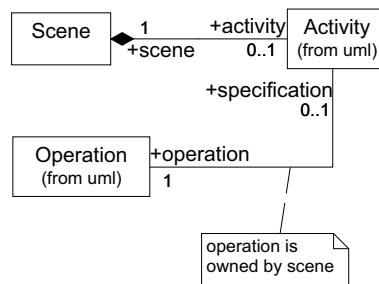 Scene
1
+scene
+activity
0..1
Activity
(from uml)
+specification
0..1
Operation
(from uml)
+operation
1
operation is
owned by scene